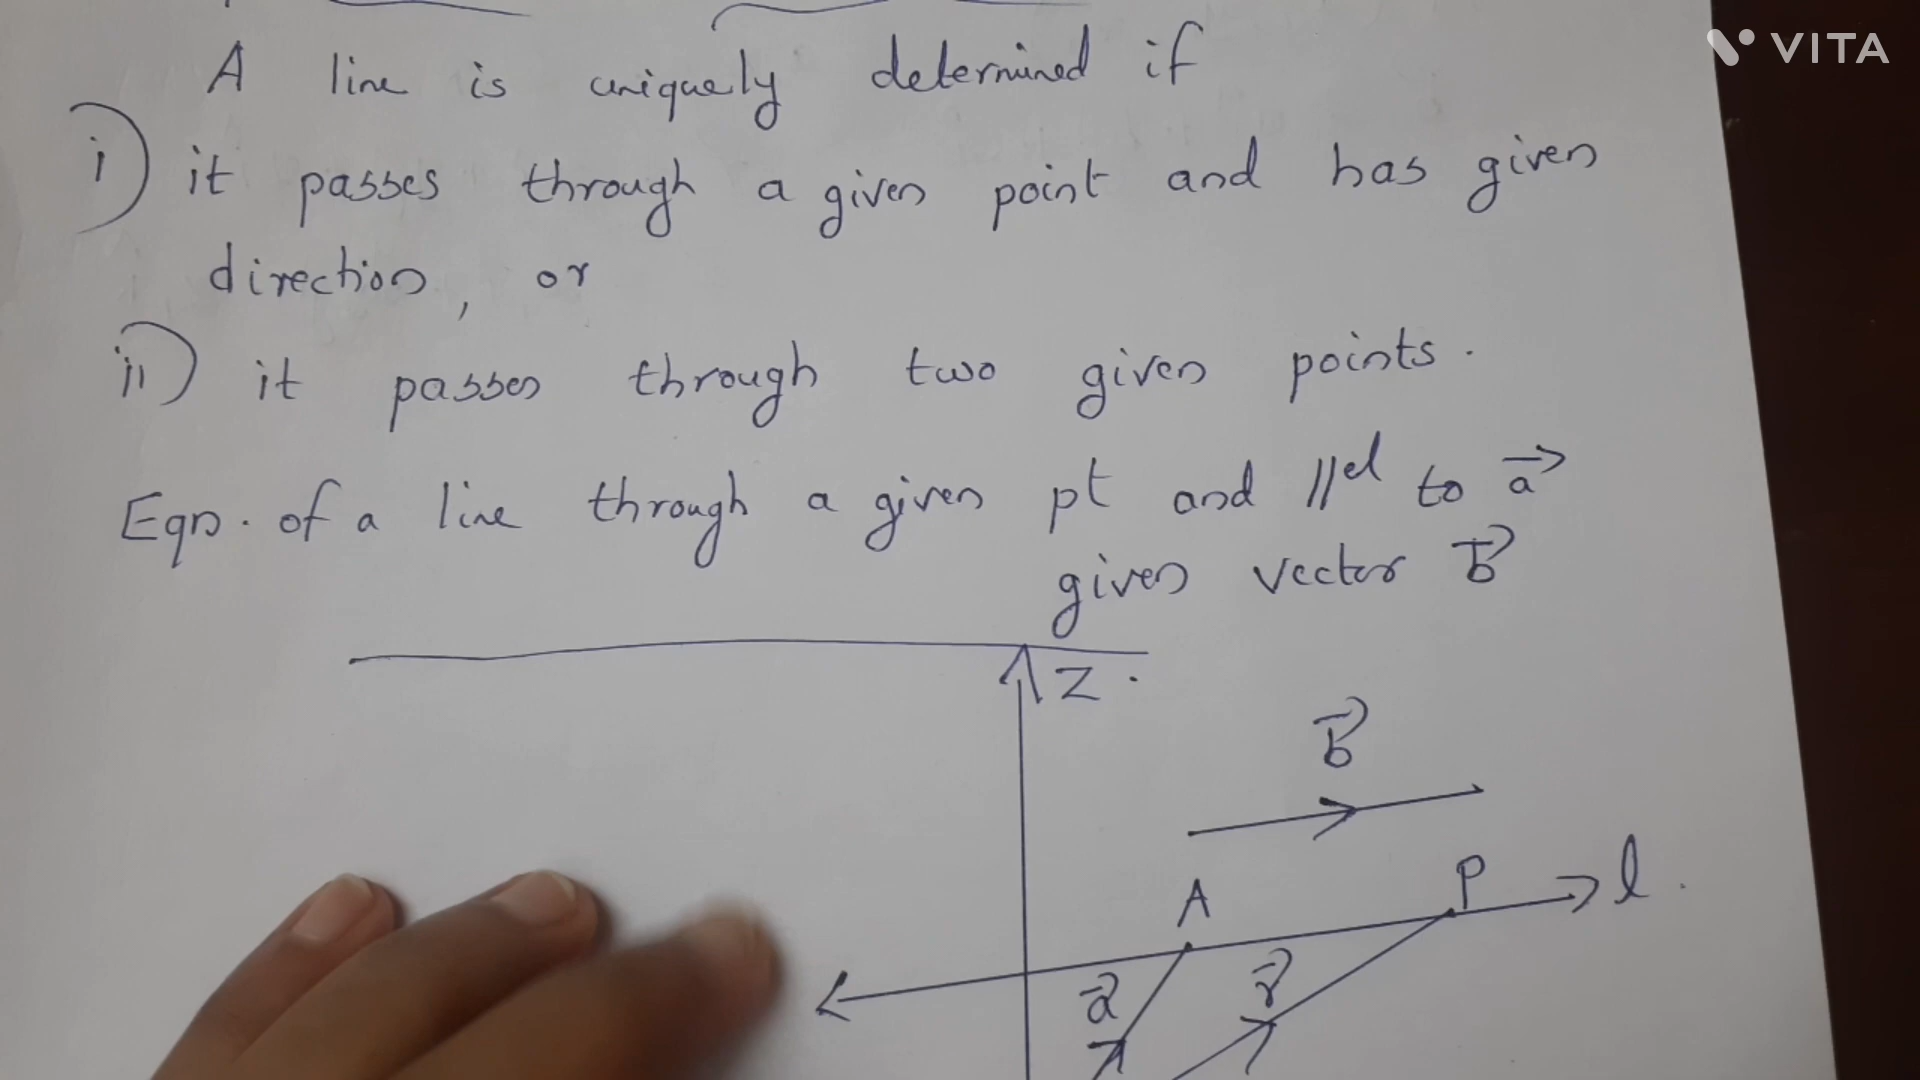 VITA
A line is uniquely determined if
i) it passes through a given point and has given
direction, or
ii) it passes through two given points.
Eqn. of a line through a given pt and ||el to a⃗
given vector b⃗
Z.
b⃗
A
P
l.
a⃗
r⃗